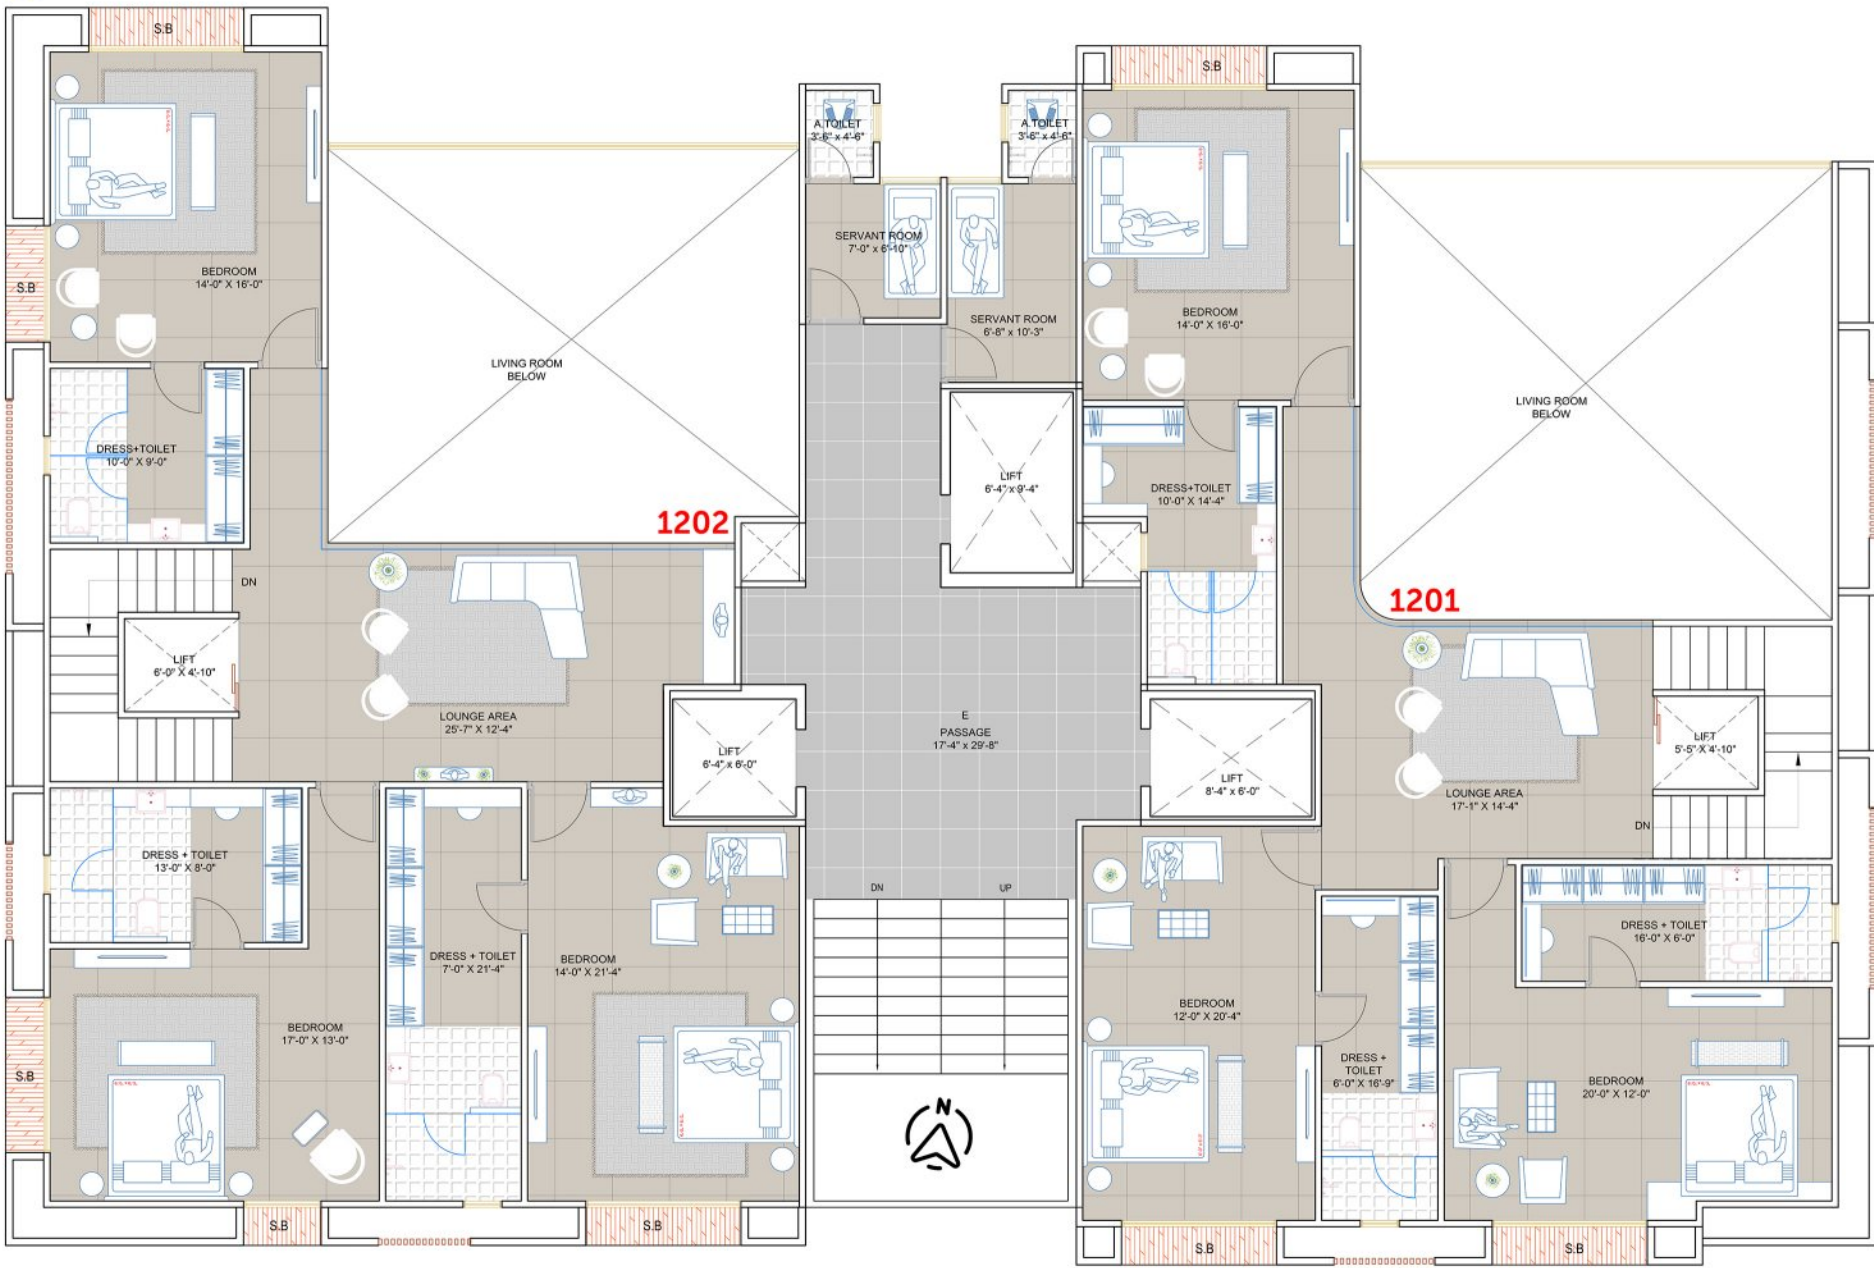 S.B
S.B
A.TOILET
3'-6" x 4'-6"
A.TOILET
3'-6" x 4'-6"
SERVANT ROOM
7'-0" x 6'-10"
BEDROOM
14'-0" X 16'-0"
S.B
SERVANT ROOM
6'-8" x 10'-3"
BEDROOM
14'-0" X 16'-0"
LIVING ROOM
BELOW
LIVING ROOM
BELOW
DRESS+TOILET
10'-0" X 9'-0"
LIFT
6'-4" x 9'-4"
DRESS+TOILET
10'-0" X 14'-4"
1202
1201
DN
LIFT
6'-0" X 4'-10"
LOUNGE AREA
25'-7" X 12'-4"
E
PASSAGE
17'-4" x 29'-8"
LIFT
6'-4" x 6'-0"
LIFT
8'-4" x 6'-0"
LIFT
5'-5" X 4'-10"
LOUNGE AREA
17'-1" X 14'-4"
DN
DRESS + TOILET
13'-0" X 8'-0"
DN
UP
DRESS + TOILET
7'-0" X 21'-4"
BEDROOM
14'-0" X 21'-4"
DRESS + TOILET
16'-0" X 6'-0"
BEDROOM
17'-0" X 13'-0"
BEDROOM
12'-0" X 20'-4"
DRESS +
TOILET
6'-0" X 16'-9"
BEDROOM
20'-0" X 12'-0"
S.B
N
S.B
S.B
S.B
S.B